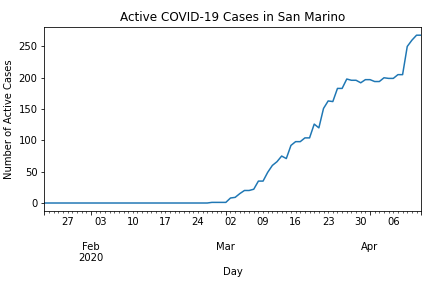 Active COVID-19 Cases in San Marino
Number of Active Cases
250
200
150
100
50
0
27 03 10 17 24 02 09 16 23 30 06
Feb Mar Apr
2020
Day